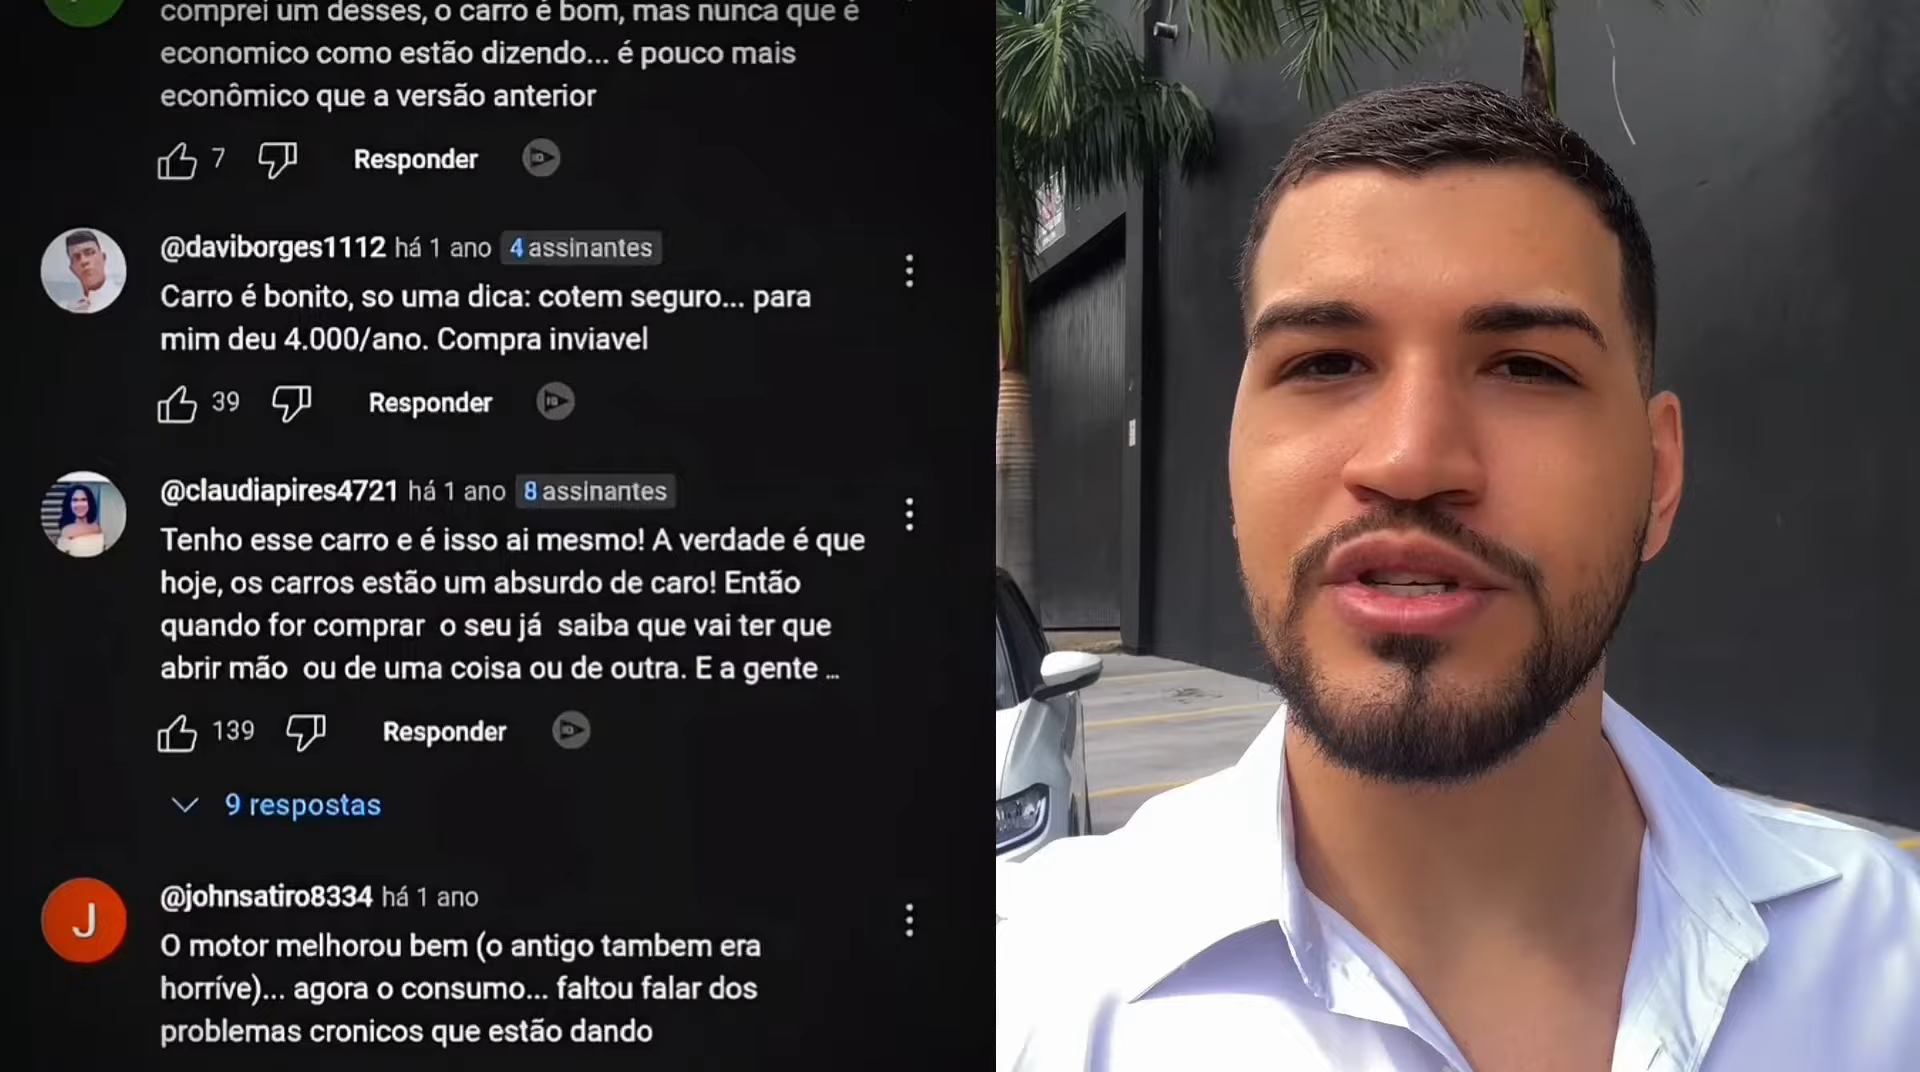 comprei um desses, o carro é bom, mas nunca que é
economico como estão dizendo... é pouco mais
econômico que a versão anterior
7 Responder
@daviborges1112 há 1 ano 4 assinantes
Carro é bonito, so uma dica: cotem seguro... para
mim deu 4.000/ano. Compra inviavel
39 Responder
@claudiapires4721 há 1 ano 8 assinantes
Tenho esse carro e é isso ai mesmo! A verdade é que
hoje, os carros estão um absurdo de caro! Então
quando for comprar o seu já saiba que vai ter que
abrir mão ou de uma coisa ou de outra. E a gente ...
139 Responder
9 respostas
J
@johnsatiro8334 há 1 ano
O motor melhorou bem (o antigo tambem era
horríve)... agora o consumo... faltou falar dos
problemas cronicos que estão dando